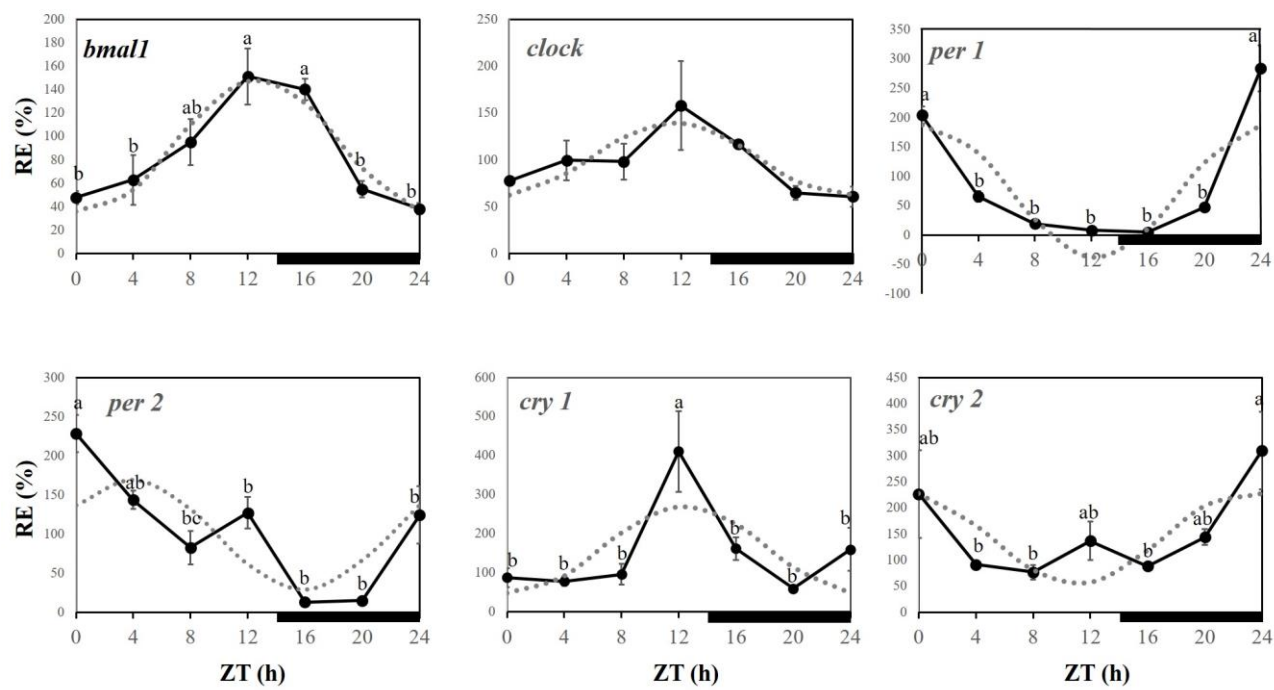 bmal1
RE (%)
200
180
160
140
120
100
80
60
40
20
0
b
b
ab
a
a
b
b
0 4 8 12 16 20 24
clock
250
200
150
100
50
0
0 4 8 12 16 20 24
per 1
350
300
250
200
150
100
50
0
-50
-100
a
b
b
b
b
b
a
0 4 8 12 16 20 24
per 2
RE (%)
300
250
200
150
100
50
0
a
ab
bc
b
b
b
b
0 4 8 12 16 20 24
ZT (h)
cry 1
600
500
400
300
200
100
0
b
b
b
a
b
b
b
0 4 8 12 16 20 24
ZT (h)
cry 2
450
400
350
300
250
200
150
100
50
0
ab
b
b
ab
b
ab
a
0 4 8 12 16 20 24
ZT (h)